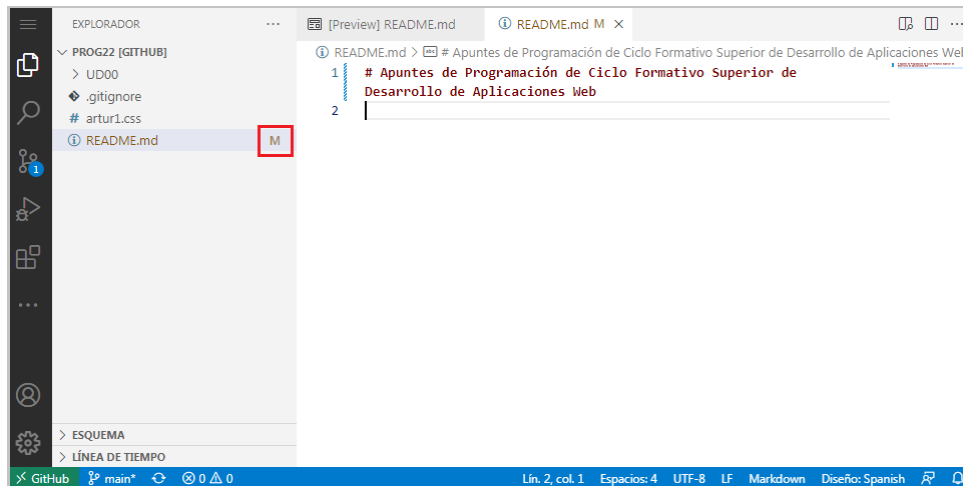 EXPLORADOR
PROG22 [GITHUB]
UD00
.gitignore
# artur1.css
README.md M
ESQUEMA
LÍNEA DE TIEMPO
[Preview] README.md
README.md M
README.md > # Apuntes de Programación de Ciclo Formativo Superior de Desarrollo de Aplicaciones Wel
1 # Apuntes de Programación de Ciclo Formativo Superior de
Desarrollo de Aplicaciones Web
2
1
GitHub main* 0 0 Lín. 2, col. 1 Espacios: 4 UTF-8 LF Markdown Diseño: Spanish